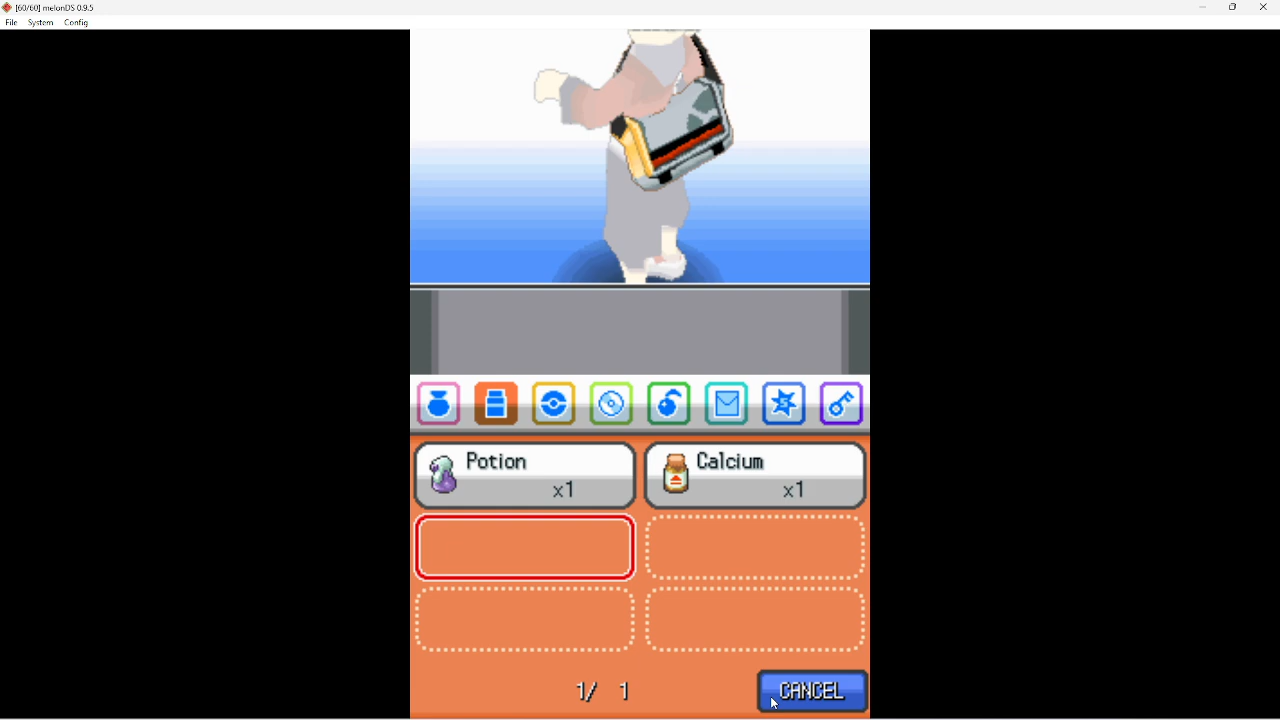 [60/60] melonDS 0.9.5
File System Config
Potion
x1
Calcium
x1
1/ 1
CANCEL